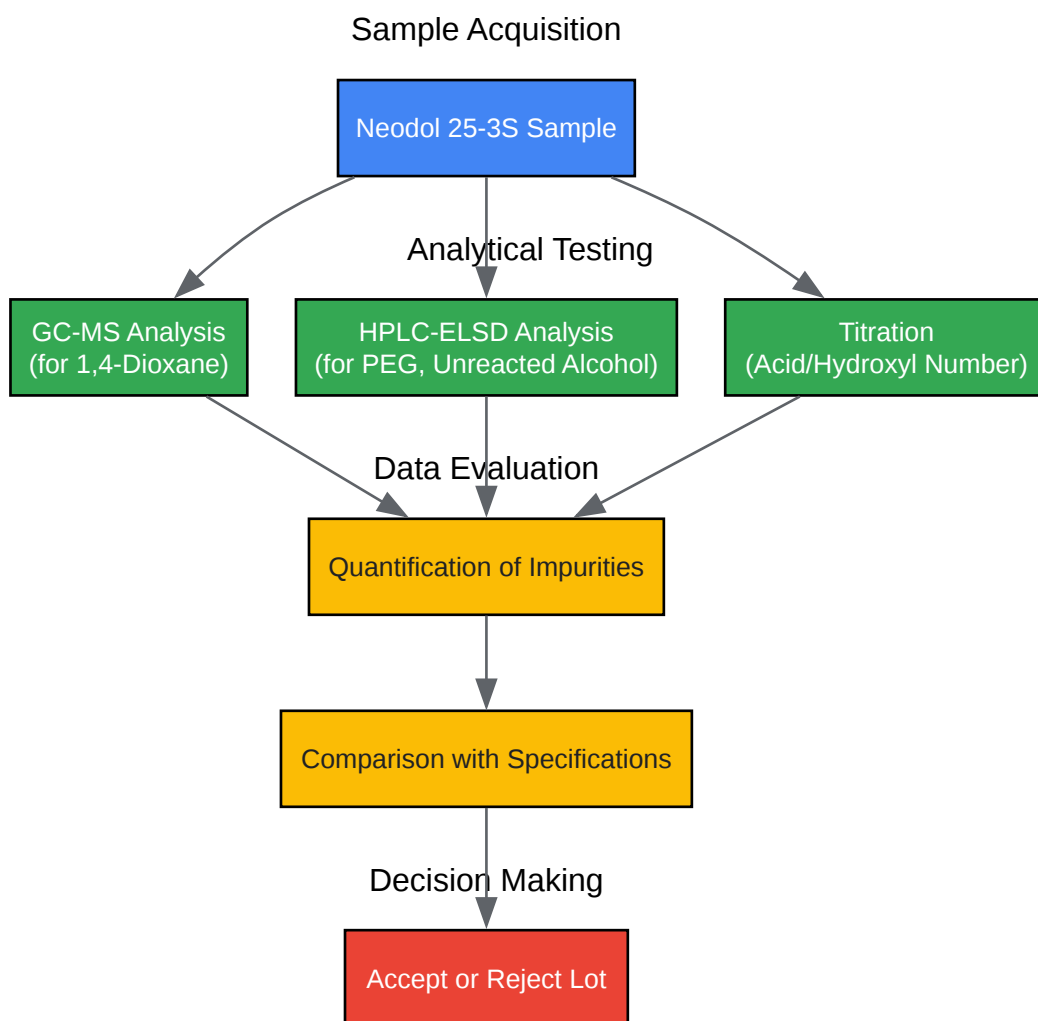 Sample Acquisition
Neodol 25-3S Sample
Analytical Testing
GC-MS Analysis
(for 1,4-Dioxane)
HPLC-ELSD Analysis
(for PEG, Unreacted Alcohol)
Titration
(Acid/Hydroxyl Number)
Data Evaluation
Quantification of Impurities
Comparison with Specifications
Decision Making
Accept or Reject Lot